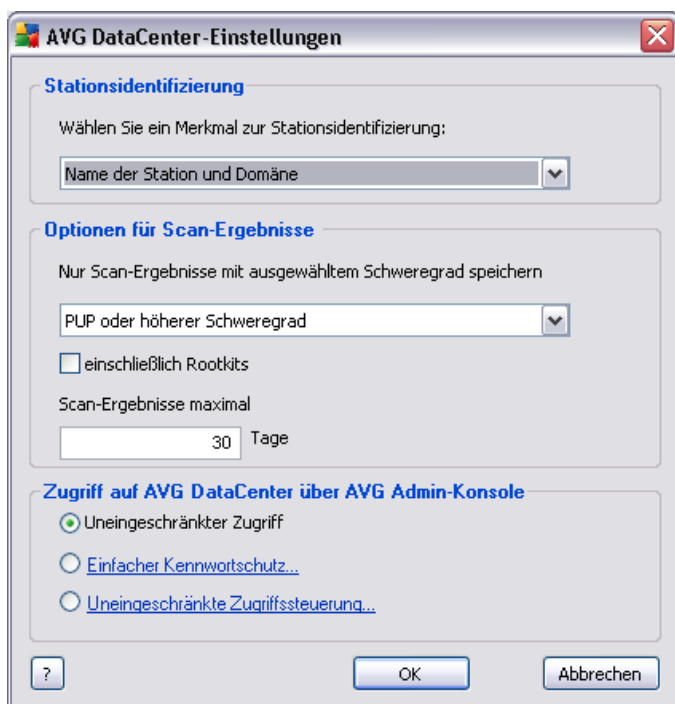 AVG DataCenter-Einstellungen
Stationsidentifizierung
Wählen Sie ein Merkmal zur Stationsidentifizierung:
Name der Station und Domäne
Optionen für Scan-Ergebnisse
Nur Scan-Ergebnisse mit ausgewähltem Schweregrad speichern
PUP oder höherer Schweregrad
einschließlich Rootkits
Scan-Ergebnisse maximal
30 Tage
Zugriff auf AVG DataCenter über AVG Admin-Konsole
Uneingeschränkter Zugriff
Einfacher Kennwortschutz...
Uneingeschränkte Zugriffssteuerung...
? OK Abbrechen